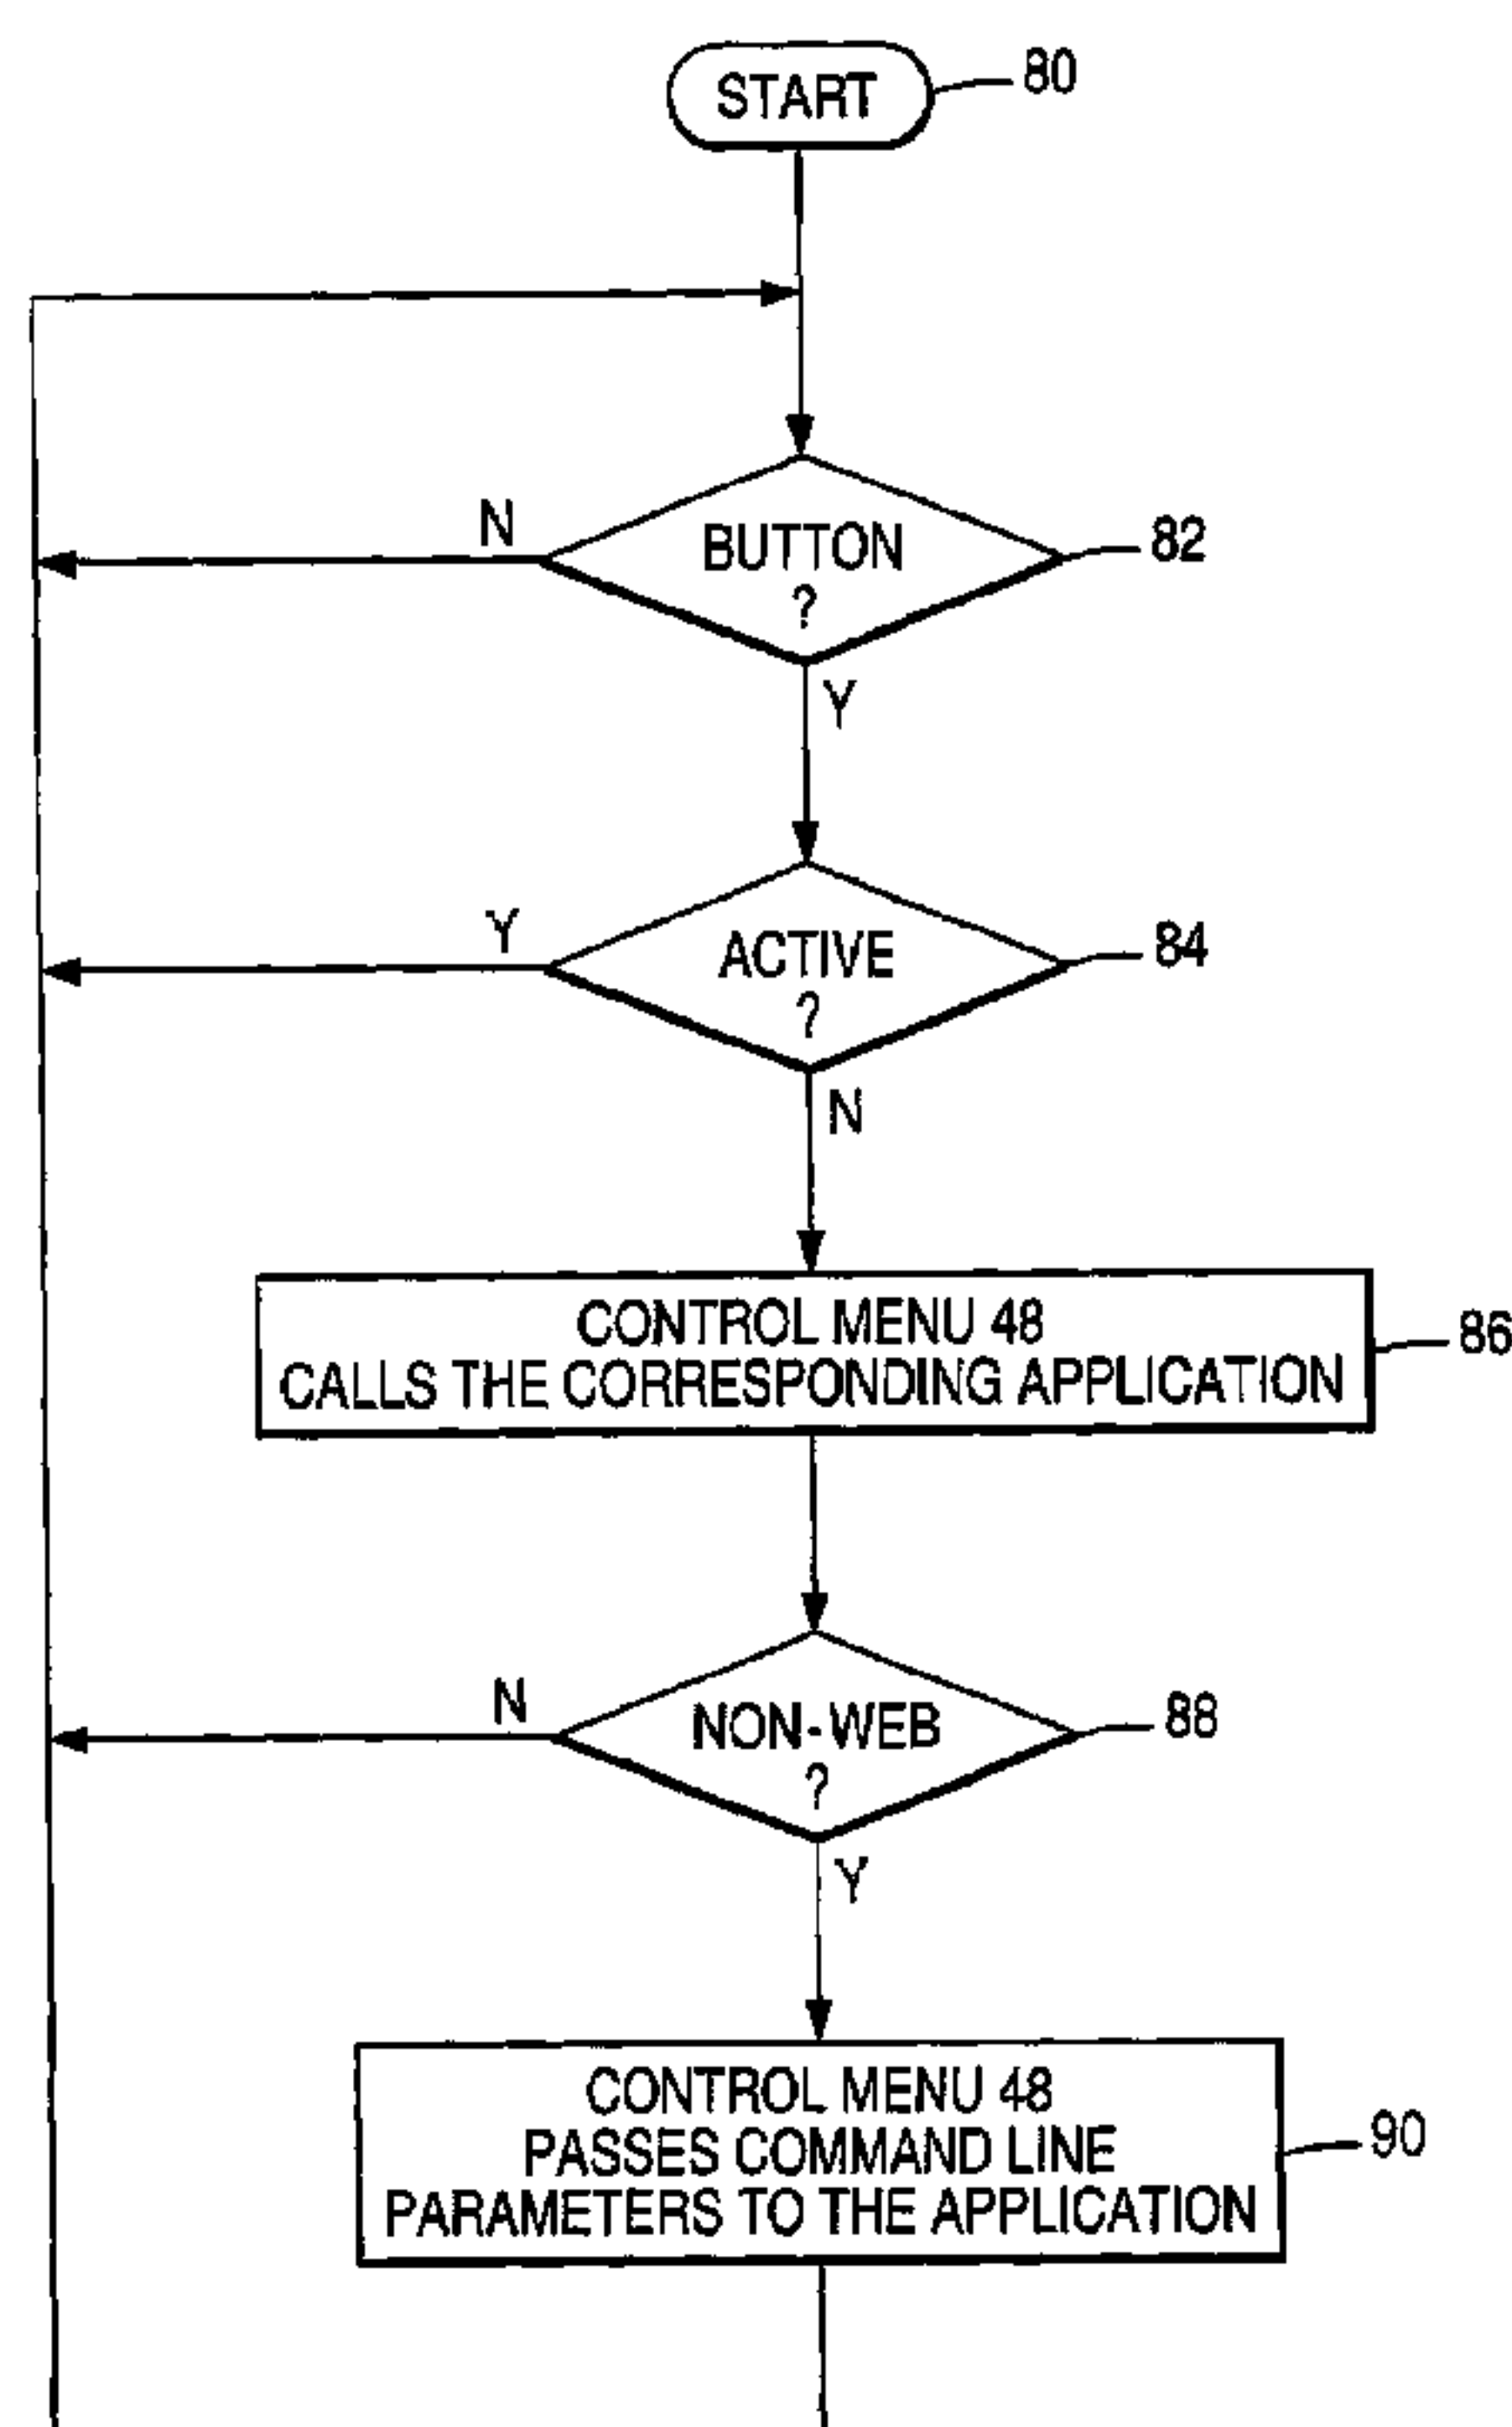 START
80
N
BUTTON
?
82
Y
Y
ACTIVE
?
84
N
CONTROL MENU 48
CALLS THE CORRESPONDING APPLICATION
86
N
NON-WEB
?
88
Y
CONTROL MENU 48
PASSES COMMAND LINE
PARAMETERS TO THE APPLICATION
90